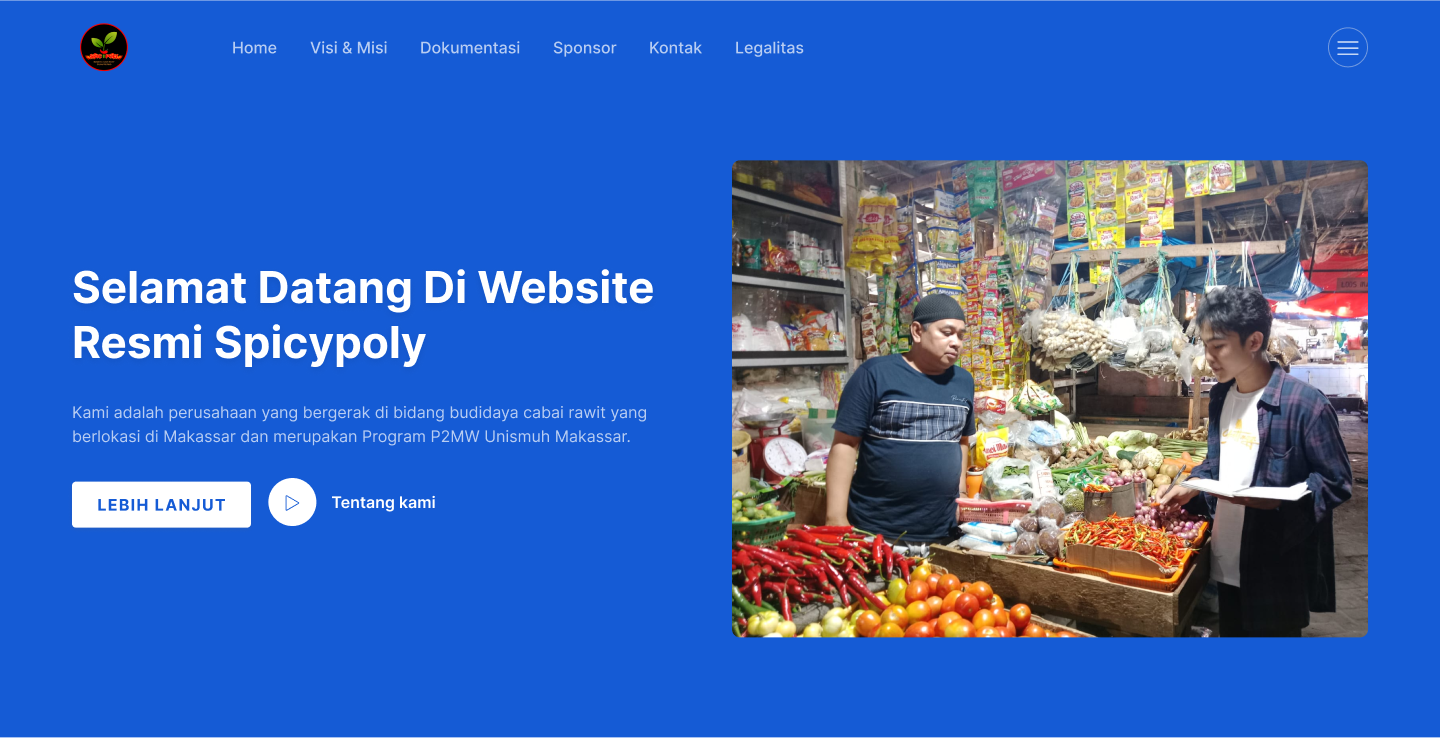 Home Visi & Misi Dokumentasi Sponsor Kontak Legalitas
Selamat Datang Di Website
Resmi Spicypoly
Kami adalah perusahaan yang bergerak di bidang budidaya cabai rawit yang
berlokasi di Makassar dan merupakan Program P2MW Unismuh Makassar.
LEBIH LANJUT
Tentang kami